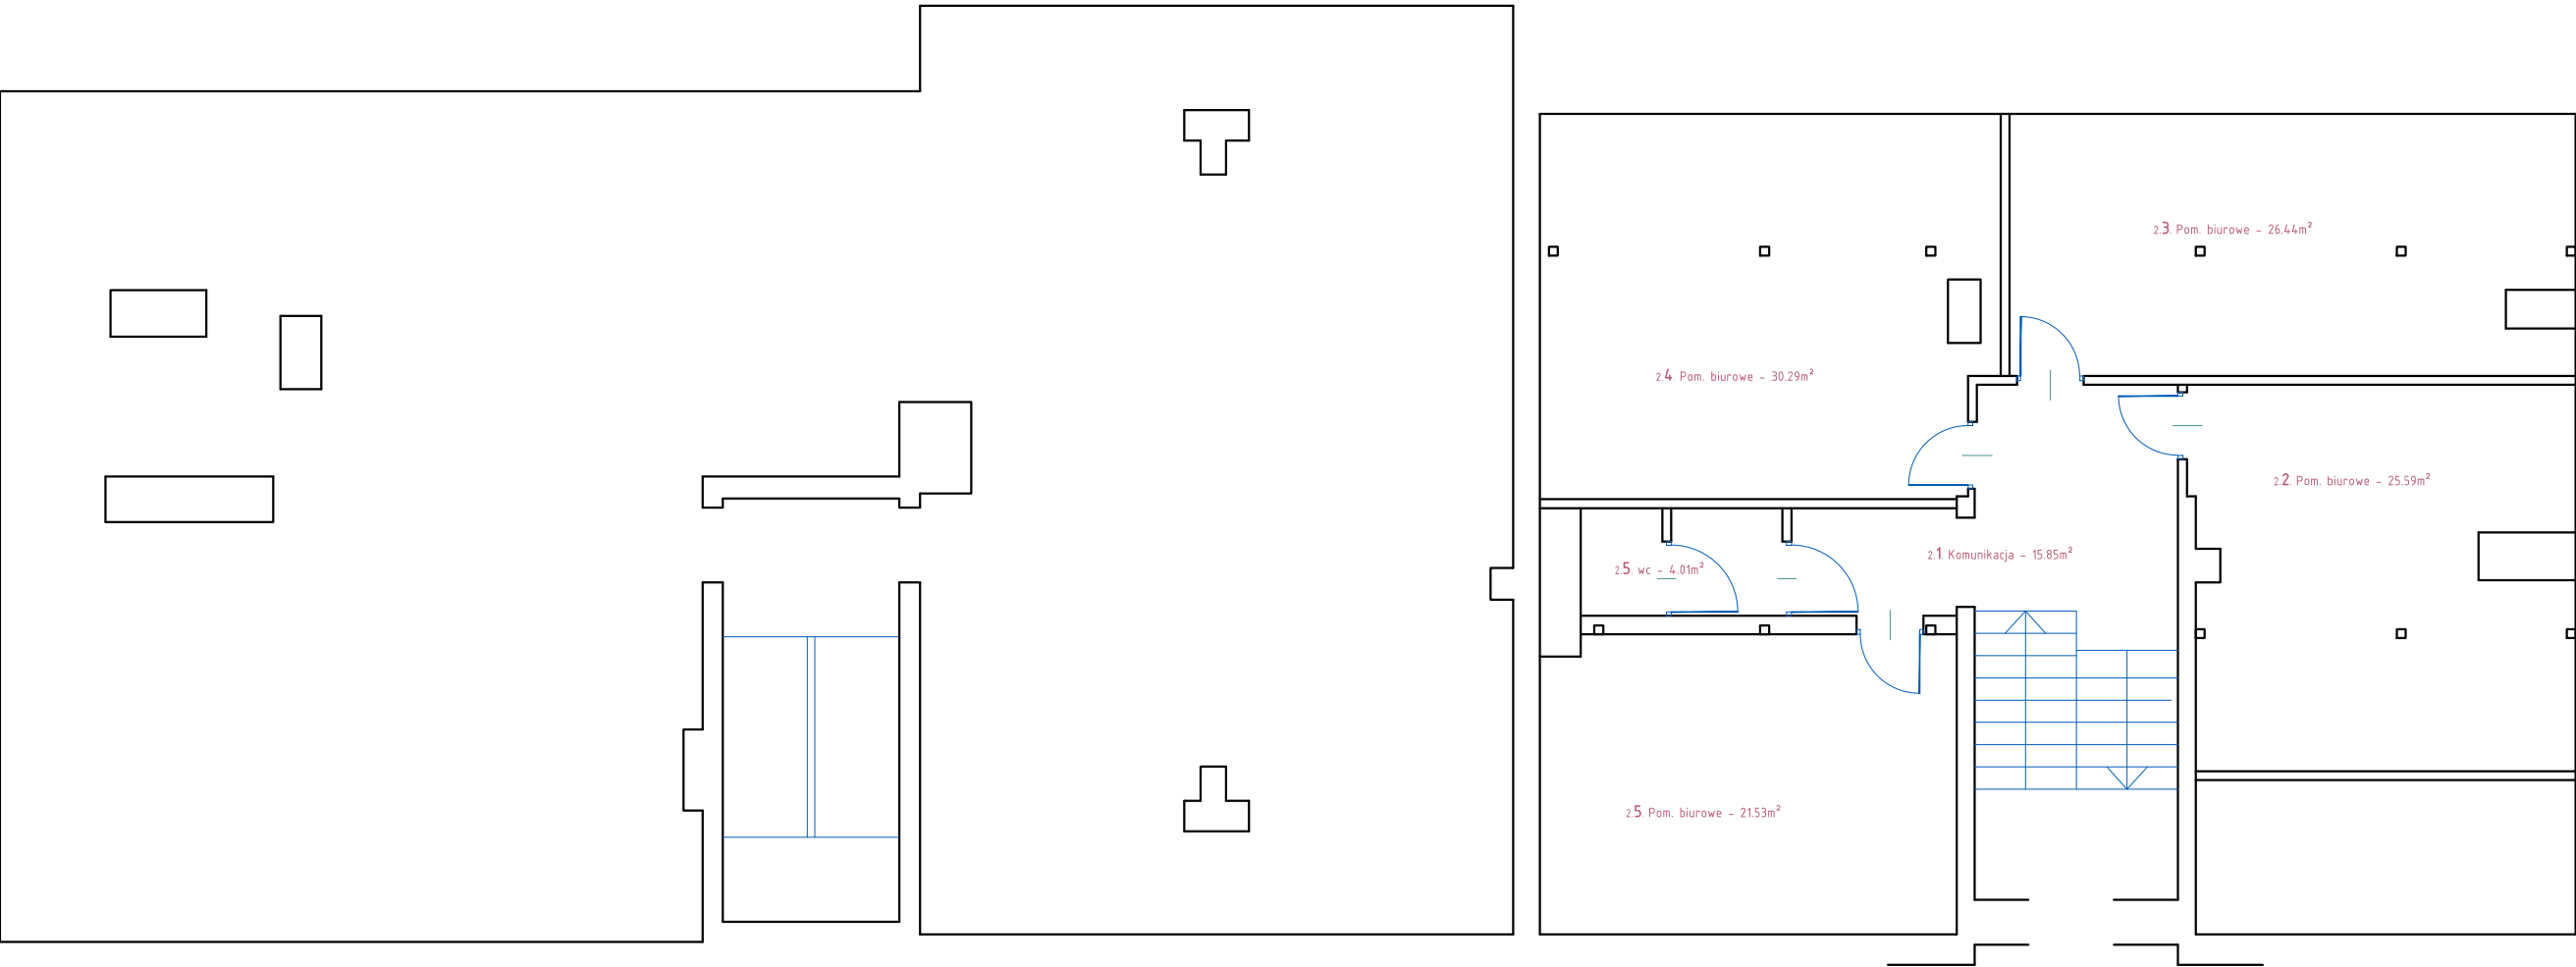 2.3. Pom. biurowe - 26.44m²
2.4. Pom. biurowe - 30.29m²
2.2. Pom. biurowe - 25.59m²
2.1. Komunikacja - 15.85m²
2.5. wc - 4.01m²
2.5. Pom. biurowe - 21.53m²